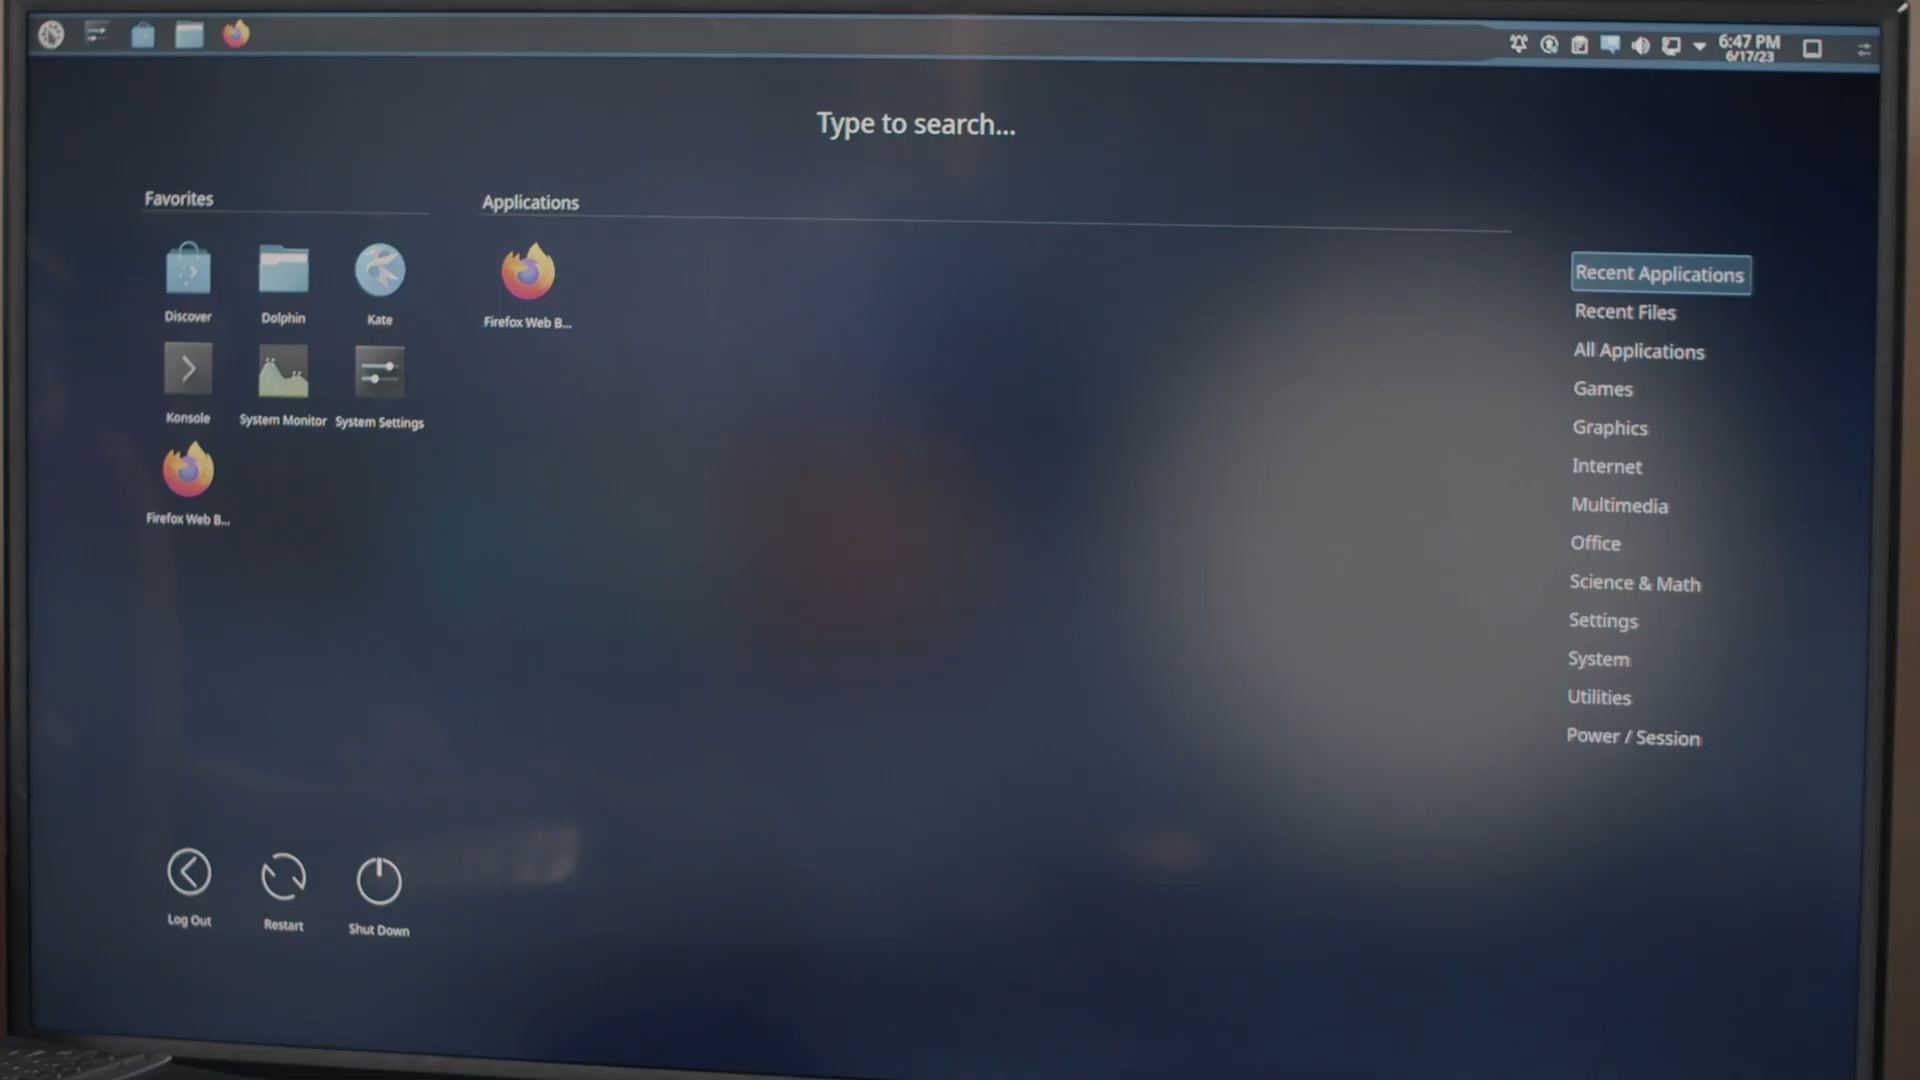 6:47 PM
6/17/23
Type to search...
Favorites
Applications
Discover
Dolphin
Kate
Firefox Web B...
Konsole
System Monitor
System Settings
Firefox Web B...
Recent Applications
Recent Files
All Applications
Games
Graphics
Internet
Multimedia
Office
Science & Math
Settings
System
Utilities
Power / Session
Log Out
Restart
Shut Down